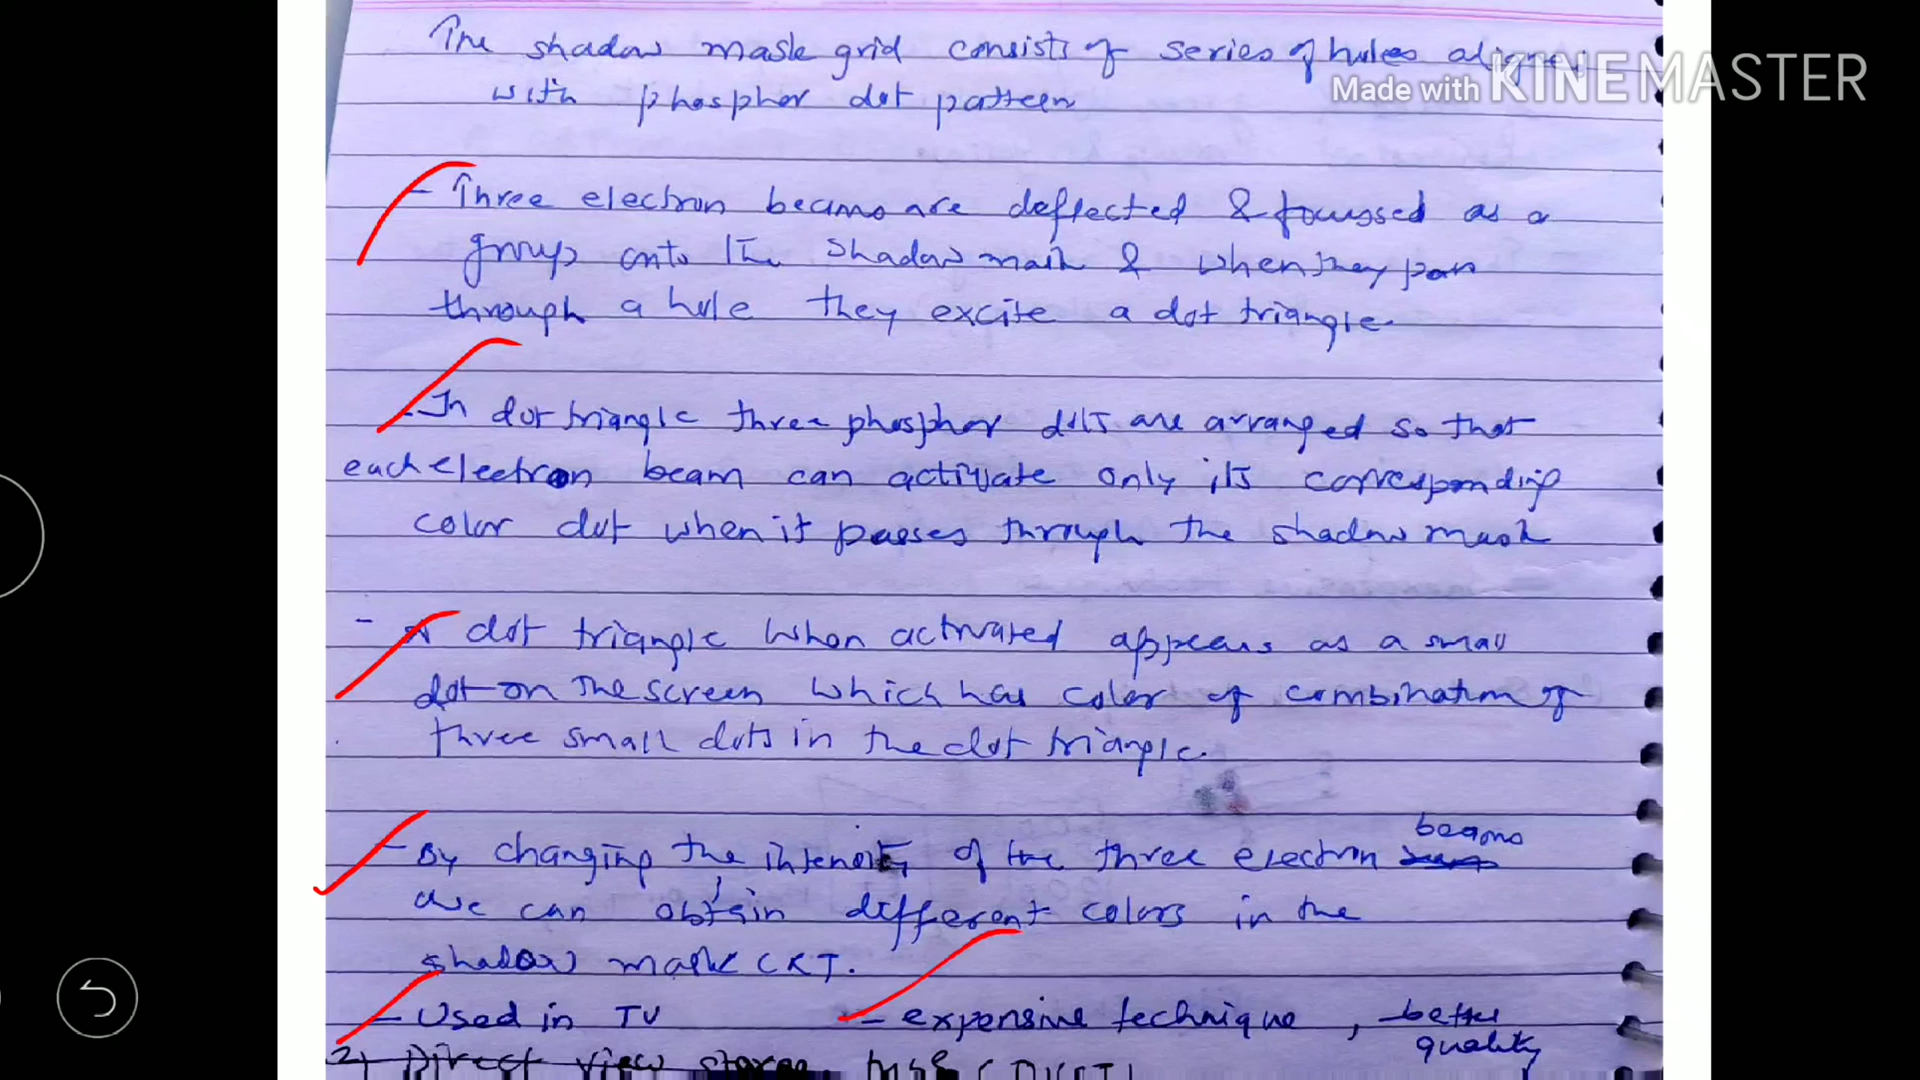 The shadow mask grid consists of series of holes aligned
Made with KINEMASTER
with phosphor dot pattern
- Three electron beams are deflected & focussed as a
group onto the shadow mask & when they pass
through a hole they excite a dot triangle.
- In dot triangle three phosphor dots are arranged so that
each electron beam can activate only its corresponding
color dot when it passes through the shadow mask
- A dot triangle when activated appears as a small
dot on the screen which has color of combination of
three small dots in the dot triangle.
- By changing the intensity of the three electron beams
we can obtain different colors in the
shadow mask CRT.
- Used in TV - expensive technique, better
quality
2) Direct view storage